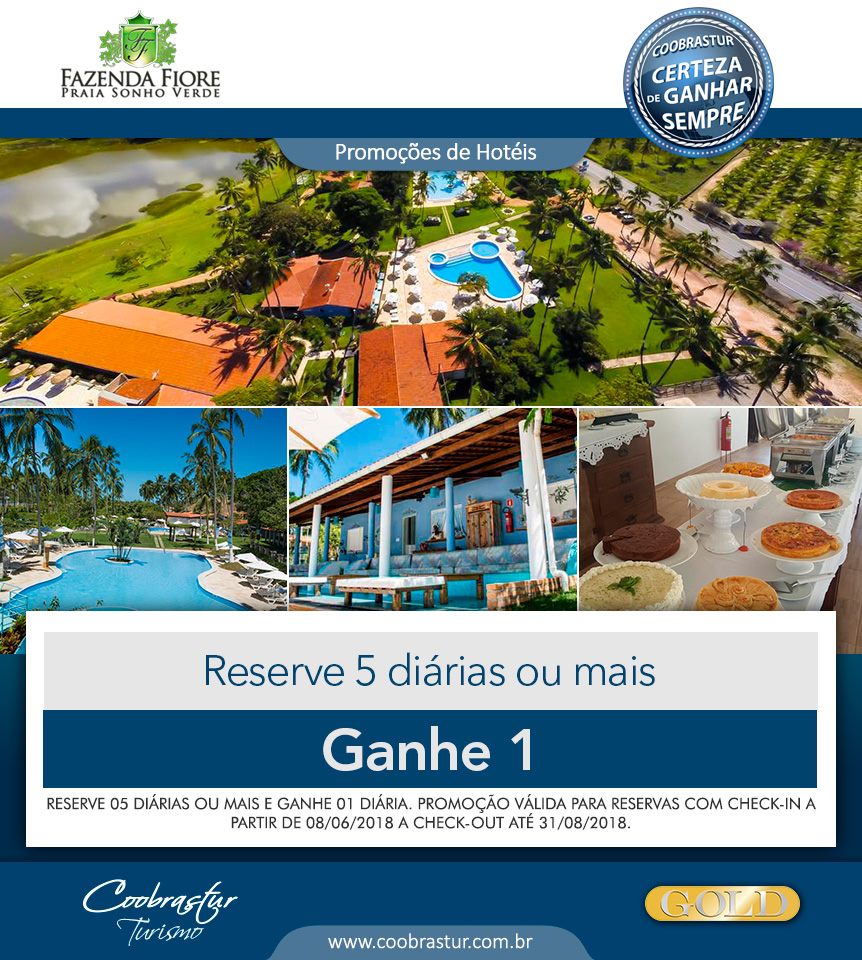 FAZENDA FIORE
PRAIA SONHO VERDE
COOBRASTUR
CERTEZA
DE GANHAR
SEMPRE
Promoções de Hotéis
Reserve 5 diárias ou mais
Ganhe 1
RESERVE 05 DIÁRIAS OU MAIS E GANHE 01 DIÁRIA. PROMOÇÃO VÁLIDA PARA RESERVAS COM CHECK-IN A
PARTIR DE 08/06/2018 A CHECK-OUT ATÉ 31/08/2018.
Coobrastur
Turismo
GOLD
www.coobrastur.com.br